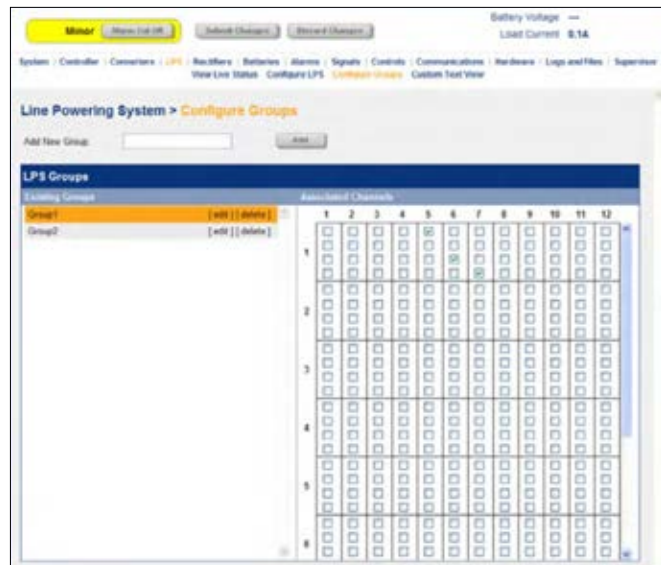 Minor
Alarm Cut Off
Submit Changes
Discard Changes
Battery Voltage ---
Load Current 0.1A
System | Controller | Converters | LPS | Rectifiers | Batteries | Alarms | Signals | Controls | Communications | Hardware | Logs and Files | Supervisor
View Live Status Configure LPS Configure Groups Custom Text View
Line Powering System > Configure Groups
Add New Group:
Add
LPS Groups
Existing Groups
Associated Channels
Group1 [ edit ] [ delete ]
Group2 [ edit ] [ delete ]
1 2 3 4 5 6 7 8 9 10 11 12
1
2
3
4
5
6